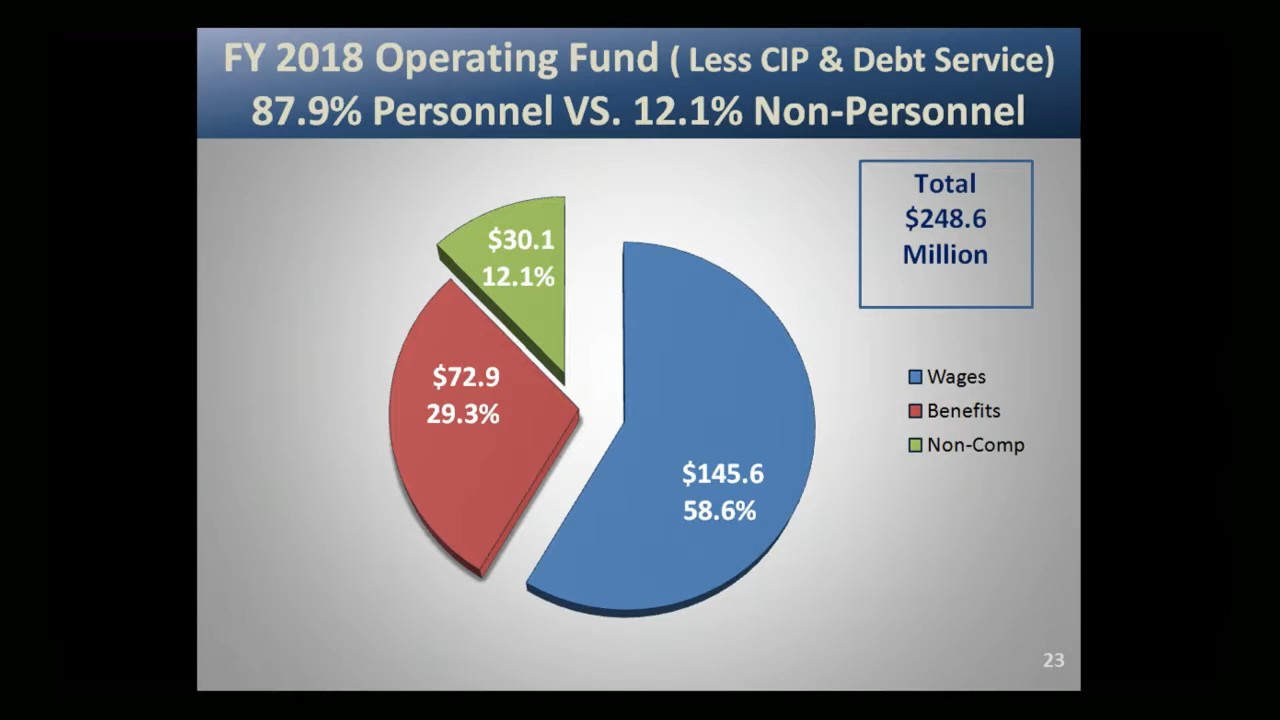 FY 2018 Operating Fund ( Less CIP & Debt Service)
87.9% Personnel VS. 12.1% Non-Personnel
Total
$248.6
Million
$30.1
12.1%
$72.9
29.3%
$145.6
58.6%
Wages
Benefits
Non-Comp
23